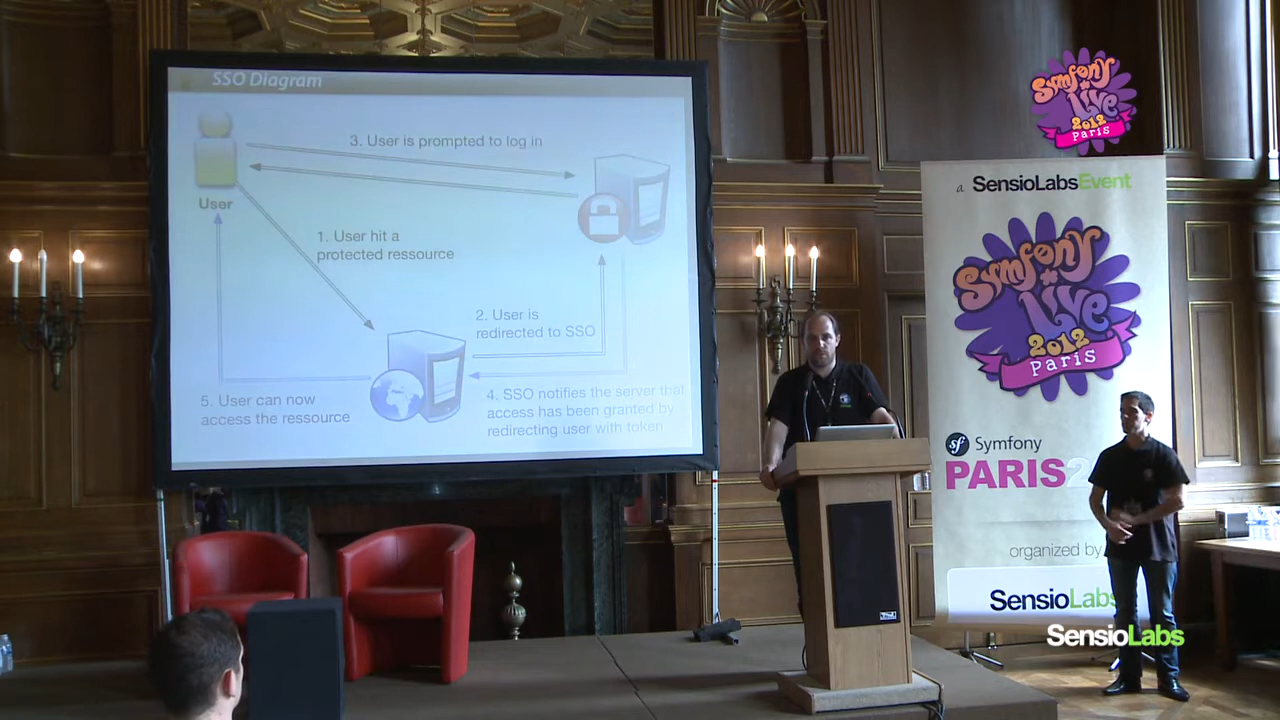 SSO Diagram
3. User is prompted to log in
User
1. User hit a
protected ressource
2. User is
redirected to SSO
5. User can now
access the ressource
4. SSO notifies the server that
access has been granted by
redirecting user with token
Symfony
Live
2012
Paris
a SensioLabsEvent
Symfony
Live
2012
Paris
sf Symfony
PARIS2
organized by
SensioLabs
SensioLabs